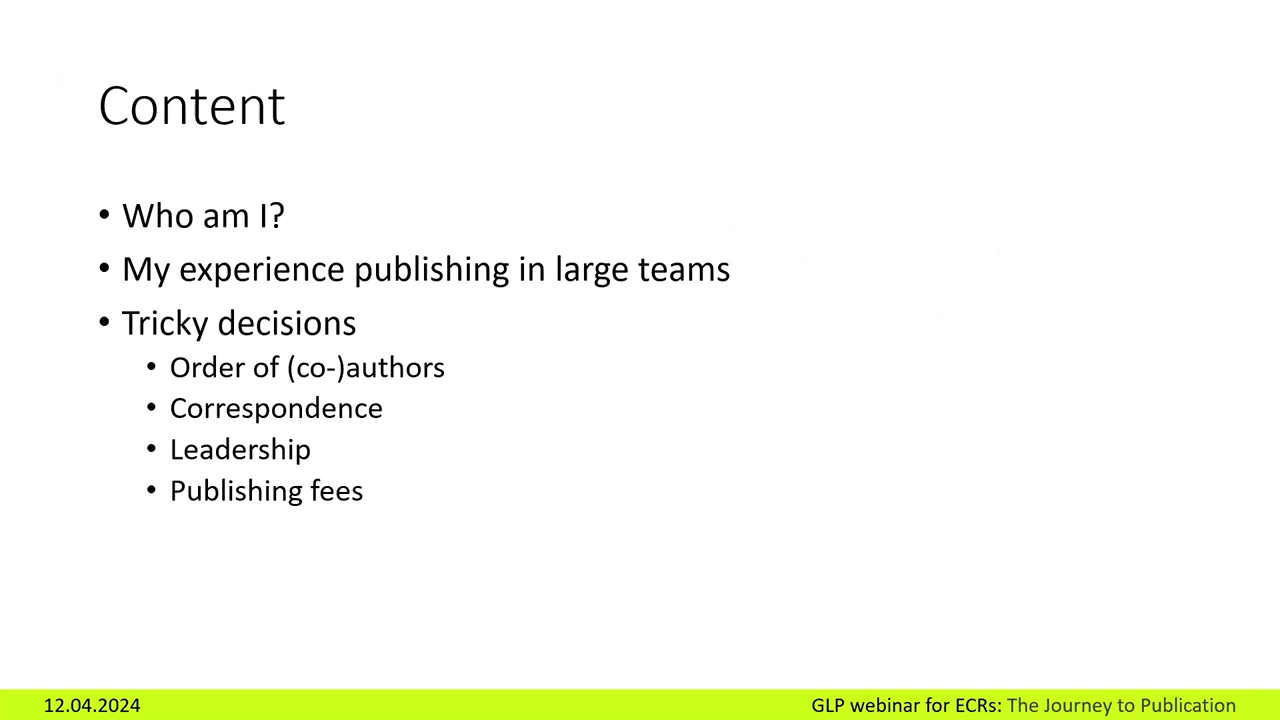 Content
• Who am I?
• My experience publishing in large teams
• Tricky decisions
• Order of (co-)authors
• Correspondence
• Leadership
• Publishing fees
12.04.2024
GLP webinar for ECRs: The Journey to Publication